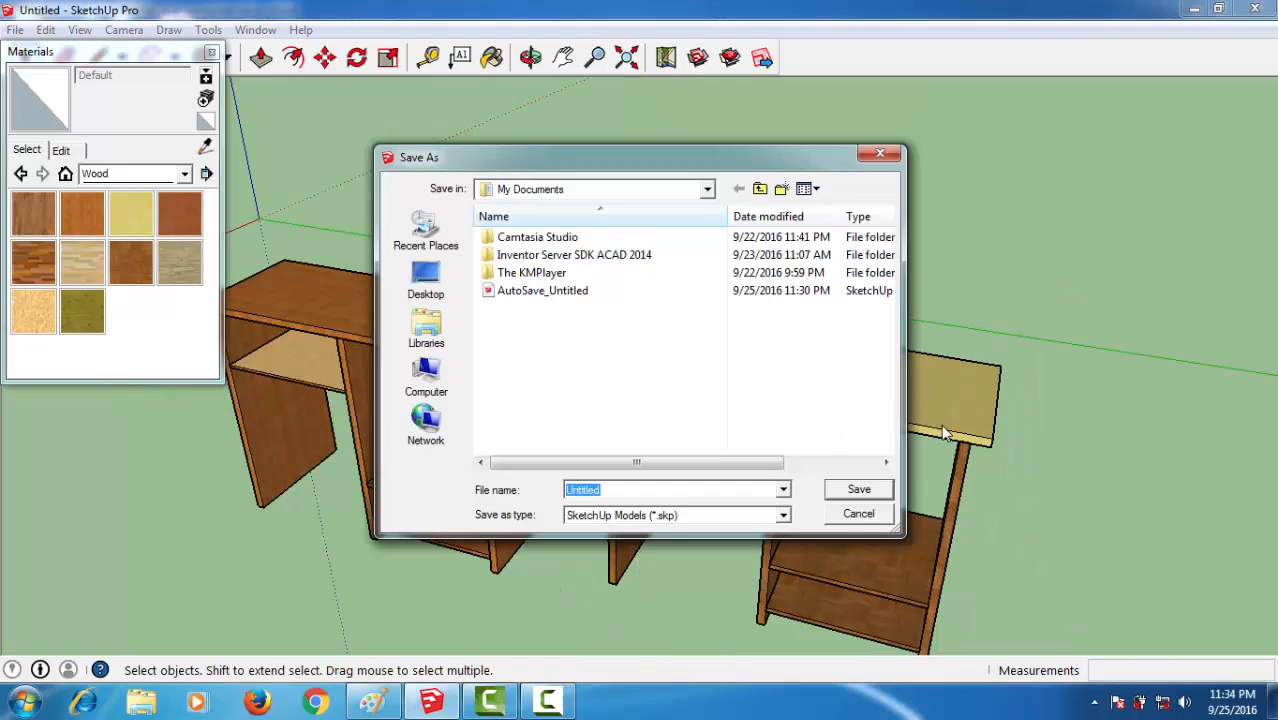 Untitled - SketchUp Pro
File Edit View Camera Draw Tools Window Help
Materials
A1
Default
Select Edit
Wood
Save As
Save in: My Documents
Name Date modified Type
Camtasia Studio 9/22/2016 11:41 PM File folder
Inventor Server SDK ACAD 2014 9/23/2016 11:07 AM File folder
The KMPlayer 9/22/2016 9:59 PM File folder
AutoSave_Untitled 9/25/2016 11:30 PM SketchUp
Recent Places
Desktop
Libraries
Computer
Network
File name: Untitled Save
Save as type: SketchUp Models (*.skp) Cancel
Select objects. Shift to extend select. Drag mouse to select multiple. Measurements
11:34 PM
9/25/2016